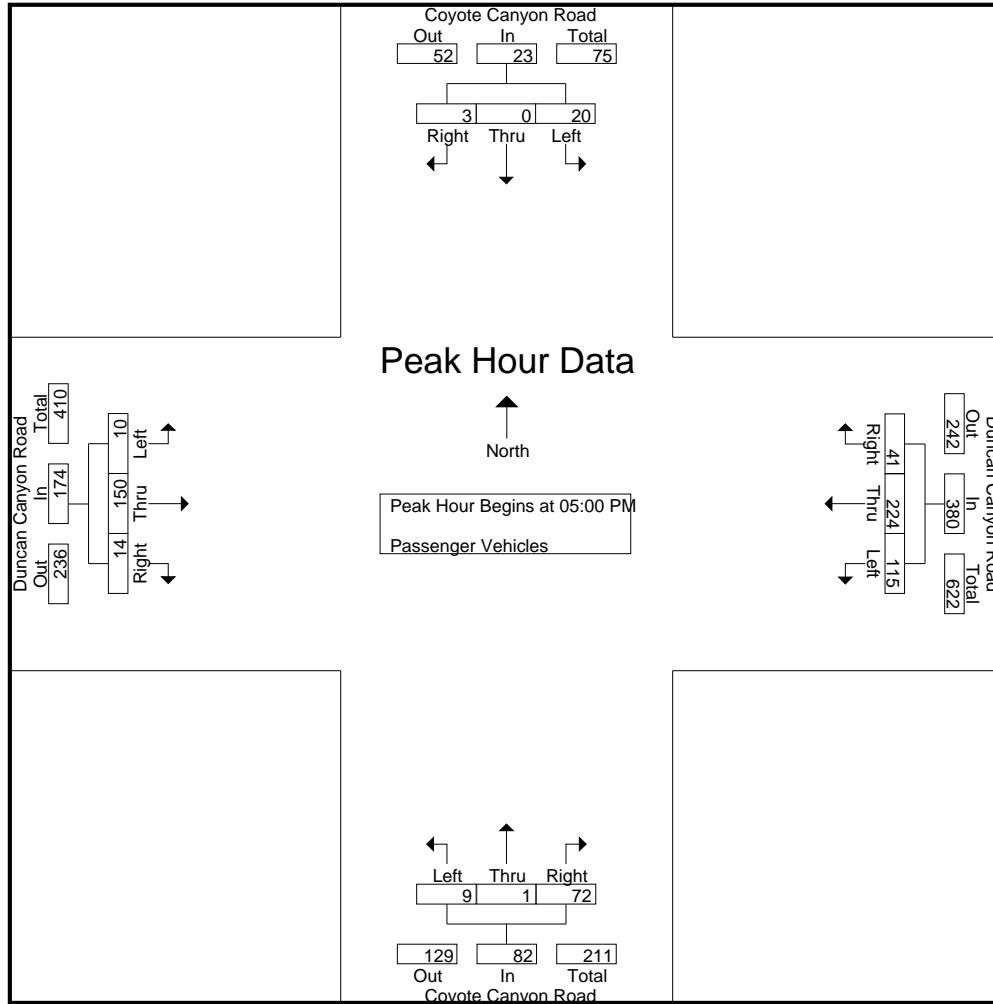 Coyote Canyon Road
Out In Total
52 23 75
3 0 20
Right Thru Left
Peak Hour Data
North
Peak Hour Begins at 05:00 PM
Passenger Vehicles
Duncan Canyon Road
Out In Total
236 174 410
14 150 10
Right Thru Left
Duncan Canyon Road
Out In Total
242 380 622
41 224 115
Right Thru Left
Left Thru Right
9 1 72
129 82 211
Out In Total
Coyote Canyon Road